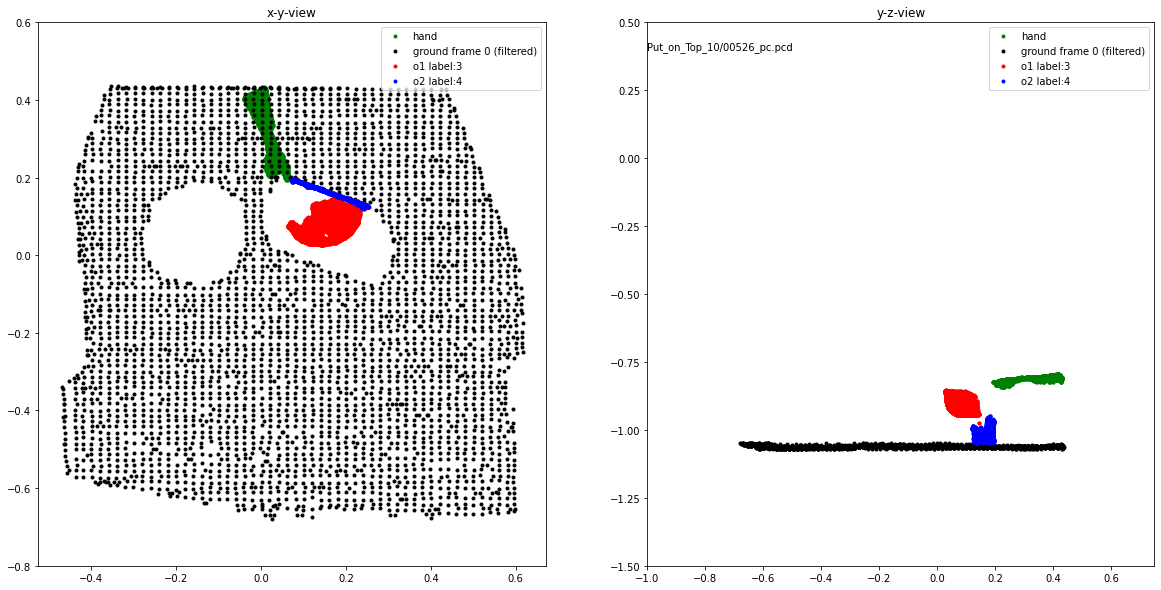 x-y-view
hand
ground frame 0 (filtered)
o1 label:3
o2 label:4
0.6
0.4
0.2
0.0
−0.2
−0.4
−0.6
−0.8
−0.4
−0.2
0.0
0.2
0.4
0.6
y-z-view
Put_on_Top_10/00526_pc.pcd
hand
ground frame 0 (filtered)
o1 label:3
o2 label:4
0.50
0.25
0.00
−0.25
−0.50
−0.75
−1.00
−1.25
−1.50
−1.0
−0.8
−0.6
−0.4
−0.2
0.0
0.2
0.4
0.6